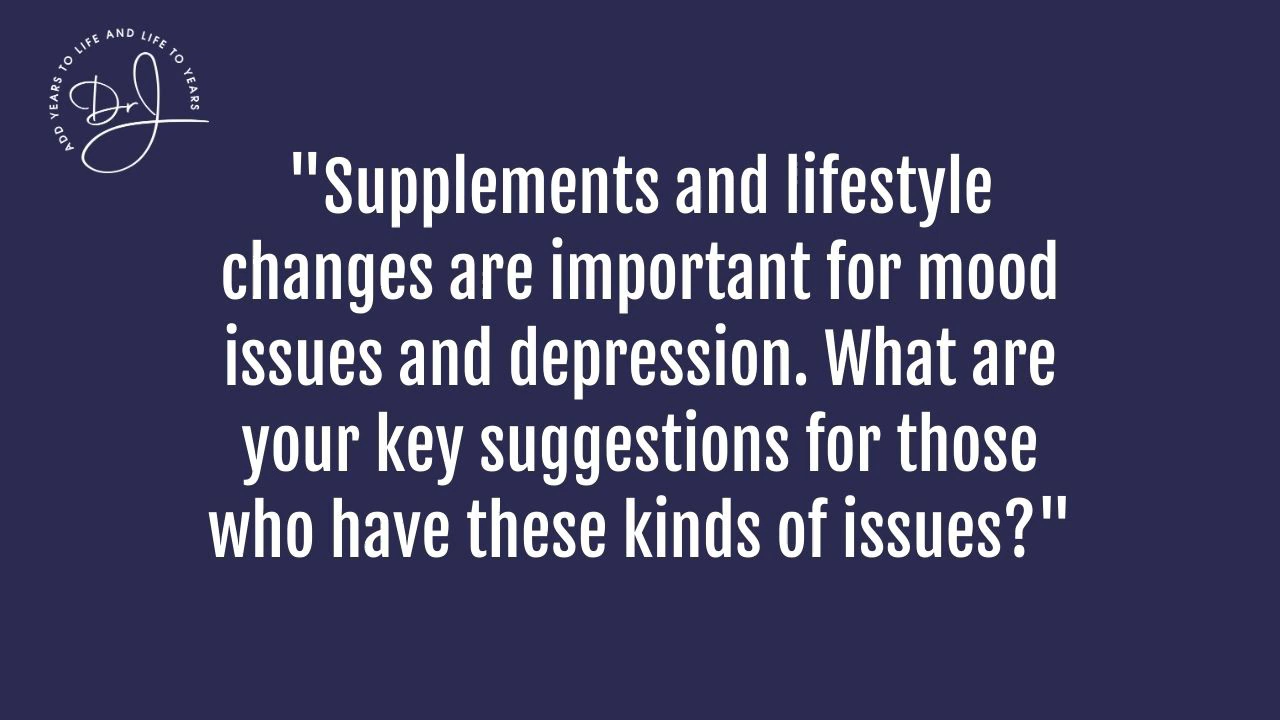 ADD YEARS TO LIFE AND LIFE TO YEARS
Dr J
"Supplements and lifestyle
changes are important for mood
issues and depression. What are
your key suggestions for those
who have these kinds of issues?"